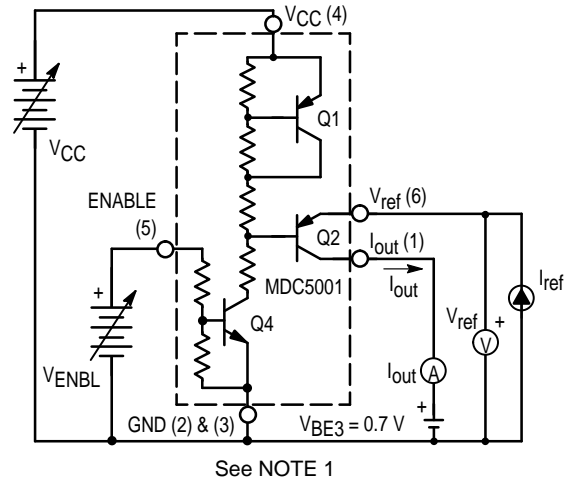 VCC (4)
+
VCC
Q1
ENABLE
(5)
Vref (6)
Q2
Iout (1)
Iout
MDC5001
Iref
+
VENBL
Q4
Vref
V
+
Iout
A
+
GND (2) & (3)
VBE3 = 0.7 V
See NOTE 1